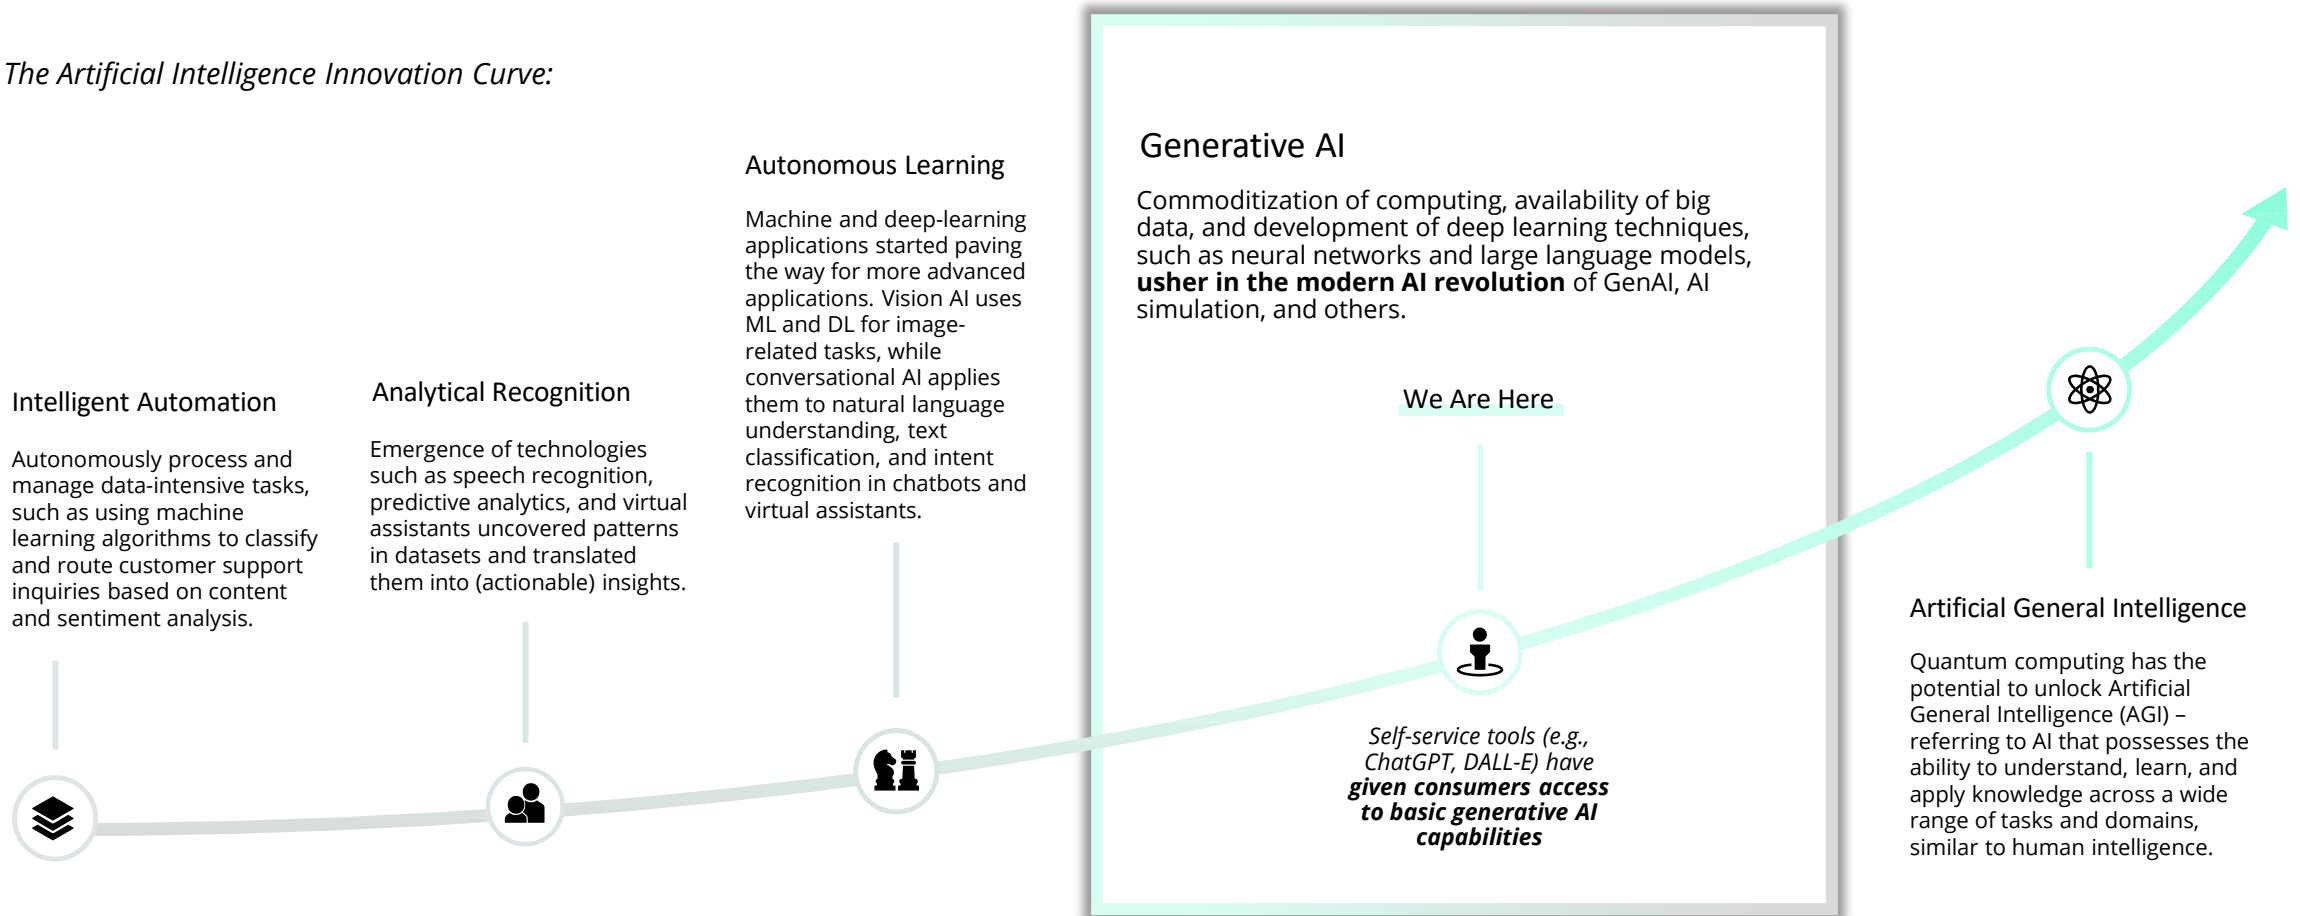 The Artificial Intelligence Innovation Curve:
Intelligent Automation
Autonomously process and
manage data-intensive tasks,
such as using machine
learning algorithms to classify
and route customer support
inquiries based on content
and sentiment analysis.
Analytical Recognition
Emergence of technologies
such as speech recognition,
predictive analytics, and virtual
assistants uncovered patterns
in datasets and translated
them into (actionable) insights.
Autonomous Learning
Machine and deep-learning
applications started paving
the way for more advanced
applications. Vision AI uses
ML and DL for image-
related tasks, while
conversational AI applies
them to natural language
understanding, text
classification, and intent
recognition in chatbots and
virtual assistants.
Generative AI
Commoditization of computing, availability of big
data, and development of deep learning techniques,
such as neural networks and large language models,
usher in the modern AI revolution of GenAI, AI
simulation, and others.
We Are Here
Self-service tools (e.g.,
ChatGPT, DALL-E) have
given consumers access
to basic generative AI
capabilities
Artificial General Intelligence
Quantum computing has the
potential to unlock Artificial
General Intelligence (AGI) –
referring to AI that possesses the
ability to understand, learn, and
apply knowledge across a wide
range of tasks and domains,
similar to human intelligence.